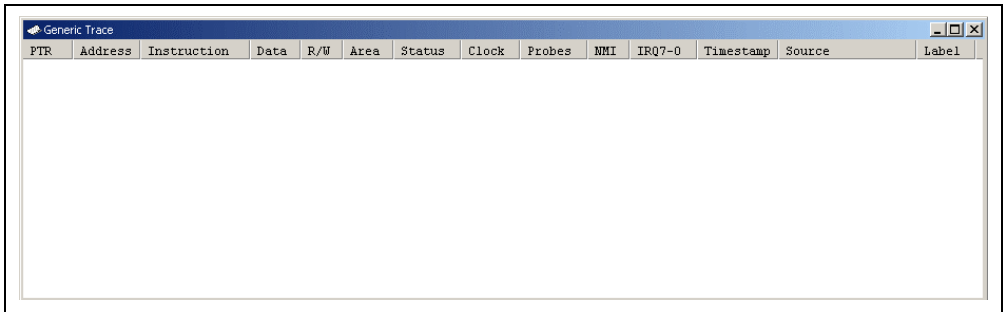 Generic Trace
PTR Address Instruction Data R/W Area Status Clock Probes NMI IRQ7-0 Timestamp Source Label